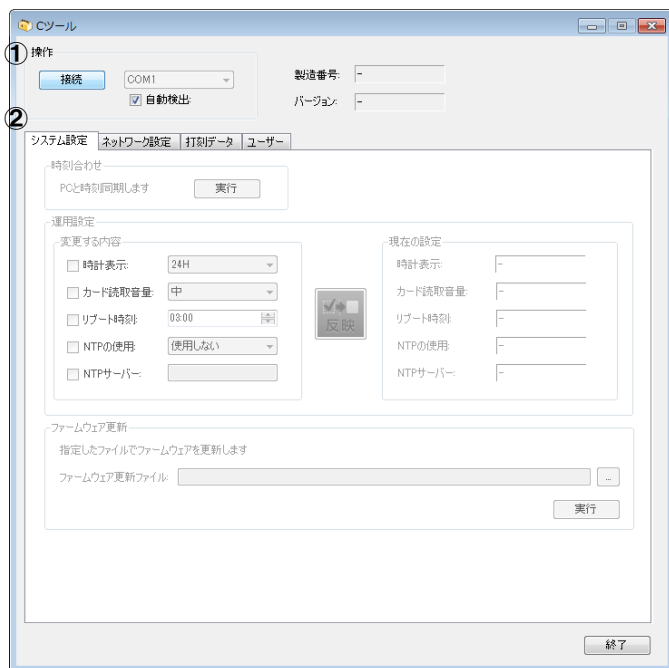 Cツール
① 操作
接続 COM1
自動検出:
製造番号: -
バージョン: -
②
システム設定 ネットワーク設定 打刻データ ユーザー
時刻合わせ
PCと時刻同期します 実行
運用設定
変更する内容
時計表示: 24H
カード読取音量: 中
リブート時刻: 03:00
NTPの使用: 使用しない
NTPサーバー:
反映
現在の設定
時計表示: -
カード読取音量: -
リブート時刻: -
NTPの使用: -
NTPサーバー: -
ファームウェア更新
指定したファイルでファームウェアを更新します
ファームウェア更新ファイル: ...
実行
終了